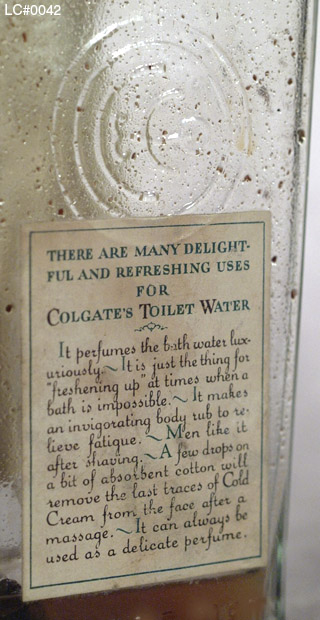 LC#0042
THERE ARE MANY DELIGHT-
FUL AND REFRESHING USES
FOR
COLGATE'S TOILET WATER
It perfumes the bath water lux-
uriously. ~ It is just the thing for
"freshening up" at times when a
bath is impossible. ~ It makes
an invigorating body rub to re-
lieve fatigue. ~ Men like it
after shaving. ~ A few drops on
a bit of absorbent cotton will
remove the last traces of Cold
Cream from the face after a
massage. ~ It can always be
used as a delicate perfume.